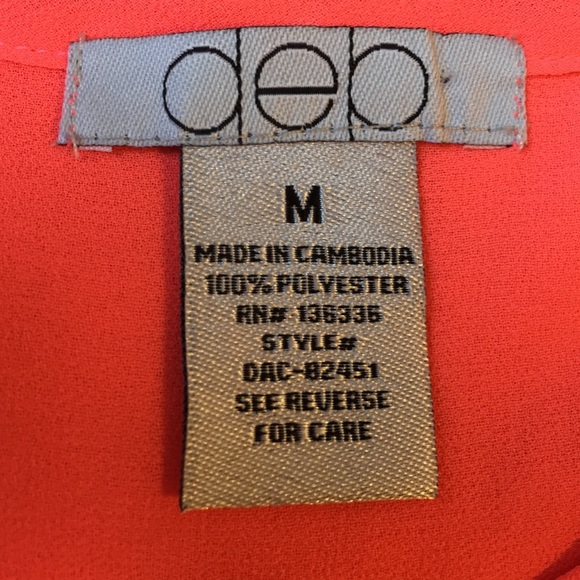 deb
M
MADE IN CAMBODIA
100% POLYESTER
RN# 136336
STYLE#
DAC-82451
SEE REVERSE
FOR CARE